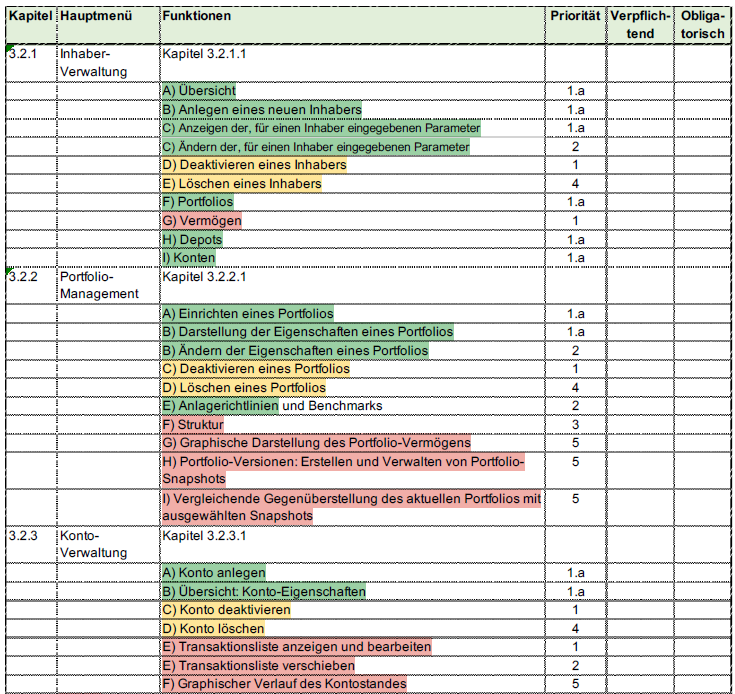 Kapitel Hauptmenü Funktionen Priorität Verpflich-tend Obliga-torisch
3.2.1 Inhaber-Verwaltung Kapitel 3.2.1.1
A) Übersicht 1.a
B) Anlegen eines neuen Inhabers 1.a
C) Anzeigen der, für einen Inhaber eingegebenen Parameter 1.a
C) Ändern der, für einen Inhaber eingegebenen Parameter 2
D) Deaktivieren eines Inhabers 1
E) Löschen eines Inhabers 4
F) Portfolios 1.a
G) Vermögen 1
H) Depots 1.a
I) Konten 1.a
3.2.2 Portfolio-Management Kapitel 3.2.2.1
A) Einrichten eines Portfolios 1.a
B) Darstellung der Eigenschaften eines Portfolios 1.a
B) Ändern der Eigenschaften eines Portfolios 2
C) Deaktivieren eines Portfolios 1
D) Löschen eines Portfolios 4
E) Anlagerichtlinien und Benchmarks 2
F) Struktur 3
G) Graphische Darstellung des Portfolio-Vermögens 5
H) Portfolio-Versionen: Erstellen und Verwalten von Portfolio- 5
Snapshots
I) Vergleichende Gegenüberstellung des aktuellen Portfolios mit 5
ausgewählten Snapshots
3.2.3 Konto-Verwaltung Kapitel 3.2.3.1
A) Konto anlegen 1.a
B) Übersicht: Konto-Eigenschaften 1.a
C) Konto deaktivieren 1
D) Konto löschen 4
E) Transaktionsliste anzeigen und bearbeiten 1
E) Transaktionsliste verschieben 2
F) Graphischer Verlauf des Kontostandes 5